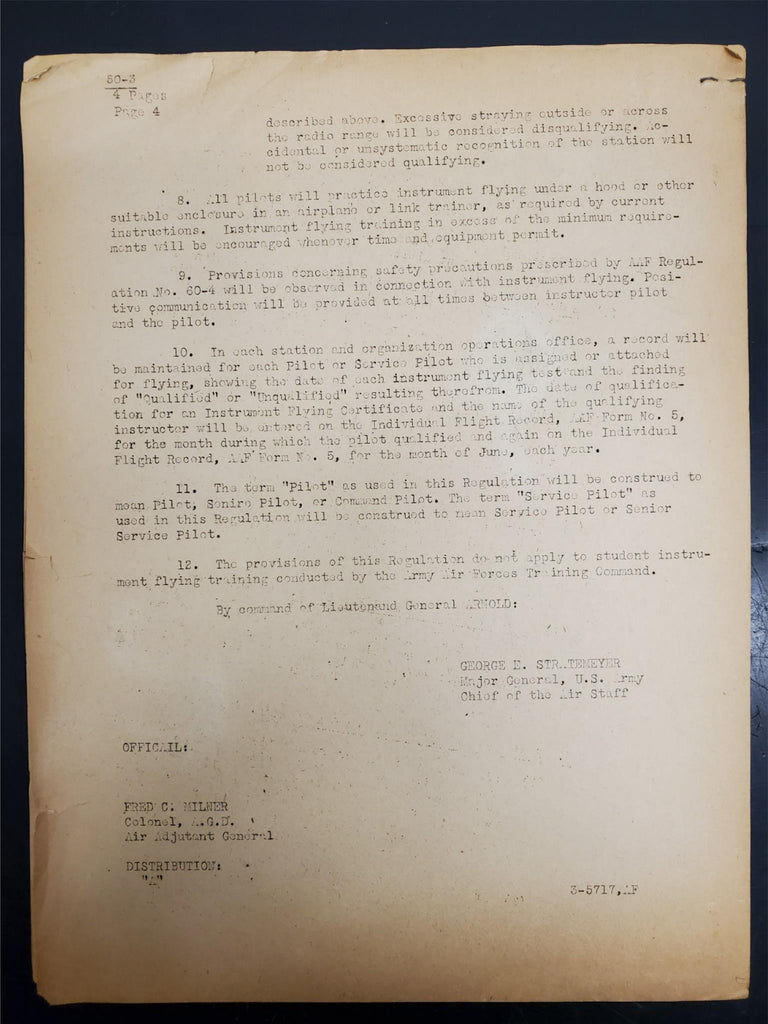 50-3
4 Pages
Page 4
described above. Excessive straying outside or across
the radio range will be considered disqualifying. Ac-
cidental or unsystematic recognition of the station will
not be considered qualifying.
8. All pilots will practice instrument flying under a hood or other
suitable enclosure in an airplane or link trainer, as required by current
instructions. Instrument flying training in excess of the minimum require-
ments will be encouraged whenever time and equipment permit.
9. Provisions concerning safety precautions prescribed by AAF Regul-
ation No. 60-4 will be observed in connection with instrument flying. Posi-
tive communication will be provided at all times between instructor pilot
and the pilot.
10. In each station and organization operations office, a record will
be maintained for each Pilot or Service Pilot who is assigned or attached
for flying, showing the date of each instrument flying test and the finding
of "Qualified" or "Unqualified" resulting therefrom. The date of qualifica-
tion for an Instrument Flying Certificate and the name of the qualifying
instructor will be entered on the Individual Flight Record, AAF Form No. 5,
for the month during which the pilot qualified and again on the Individual
Flight Record, AAF Form No. 5, for the month of June, each year.
11. The term "Pilot" as used in this Regulation will be construed to
mean Pilot, Seniro Pilot, or Command Pilot. The term "Service Pilot" as
used in this Regulation will be construed to mean Service Pilot or Senior
Service Pilot.
12. The provisions of this Regulation do not apply to student instru-
ment flying training conducted by the Army Air Forces Training Command.
By command of Lieutenand General ARNOLD:
GEORGE E. STRATEMEYER
Major General, U.S. Army
Chief of the Air Staff
OFFICAIL:
FRED C. MILNER
Colonel, A.G.D.
Air Adjutant General
DISTRIBUTION:
"A"
3-5717,AF